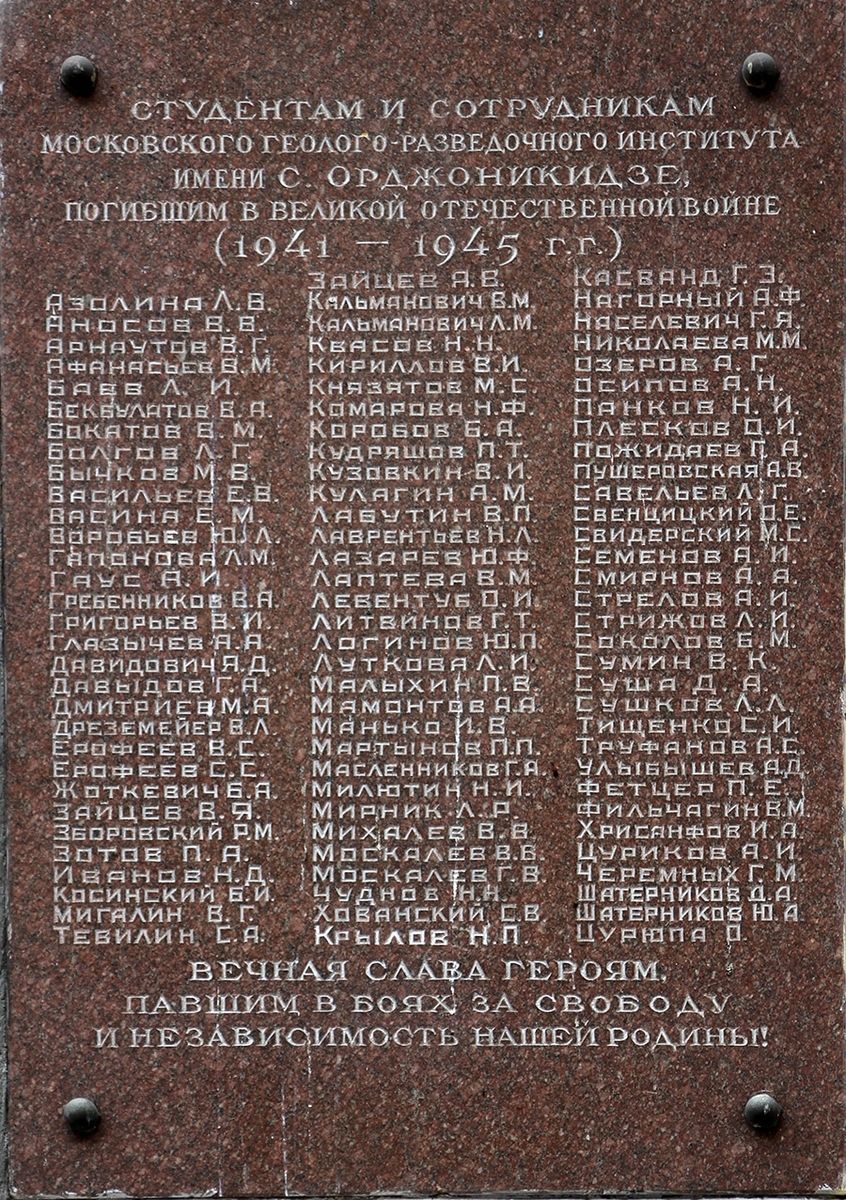 СТУДЕНТАМ И СОТРУДНИКАМ
МОСКОВСКОГО ГЕОЛОГО-РАЗВЕДОЧНОГО ИНСТИТУТА
ИМЕНИ С. ОРДЖОНИКИДЗЕ,
ПОГИБШИМ В ВЕЛИКОЙ ОТЕЧЕСТВЕННОЙ ВОЙНЕ
(1941 — 1945 г.г.)
АЗОЛИНА Л.В.
АНОСОВ В.В.
АРНАУТОВ В.Г.
АФАНАСЬЕВ В.М.
БАЕВ Л. И.
БЕКБУЛАТОВ В.А.
БОКАТОВ В.М.
БОЛГОВ Л.Г.
БЫЧКОВ М.В.
ВАСИЛЬЕВ Е.В.
ВАСИНА Е.М.
ВОРОБЬЕВ Ю.Л.
ГАПОНОВА Л.М.
ГАУС А.И.
ГРЕБЕННИКОВ В.А.
ГРИГОРЬЕВ В.И.
ГЛАЗЫЧЕВ А.А.
ДАВИДОВИЧ А.Д.
ДАВЫДОВ Г.А.
ДМИТРИЕВ М.А.
ДРЕЗЕМЕЙЕР В.Л.
ЕРОФЕЕВ В.С.
ЕРОФЕЕВ С.С.
ЖОТКЕВИЧ Б.А.
ЗАЙЦЕВ В.Я.
ЗБОРОВСКИЙ Р.М.
ЗОТОВ П.А.
ИВАНОВ Н.Д.
КОСИНСКИЙ Б.И.
МИГАЛИН В.Г.
ТЕВИЛИН С.А.
ЗАЙЦЕВ А.В.
КАЛЬМАНОВИЧ В.М.
КАЛЬМАНОВИЧ Л.М.
КВАСОВ Н.Н.
КИРИЛЛОВ В.И.
КНЯЗЯТОВ М.С.
КОМАРОВА Н.Ф.
КОРОБОВ Б.А.
КУДРЯШОВ П.Т.
КУЗОВКИН В.И.
КУЛАГИН А.М.
ЛАБУТИН В.П.
ЛАВРЕНТЬЕВ Н.Л.
ЛАЗАРЕВ Ю.Ф.
ЛАПТЕВА В.М.
ЛЕВЕНТУБ О.И.
ЛИТВИНОВ Г.Т.
ЛОГИНОВ Ю.П.
ЛУТКОВА Л.И.
МАЛЫХИН П.В.
МАМОНТОВ А.А.
МАНЬКО И.В.
МАРТЫНОВ П.П.
МАСЛЕННИКОВ Г.А.
МИЛЮТИН Н.И.
МИРНИК Л.Р.
МИХАЛЕВ В.В.
МОСКАЛЕВ В.Б.
МОСКАЛЕВ Г.В.
ЧУДНОВ Н.Н.
ХОВАНСКИЙ С.В.
КРЫЛОВ Н.П.
КАСВАНД Г.Э.
НАГОРНЫЙ А.Ф.
НАСЕЛЕВИЧ Г.Я.
НИКОЛАЕВА М.М.
ОЗЕРОВ А.Г.
ОСИПОВ А.Н.
ПАНКОВ Н.И.
ПЛЕСКОВ О.И.
ПОЖИДАЕВ П.А.
ПУШЕРОВСКАЯ А.В.
САВЕЛЬЕВ Л.Г.
СВЕНЦИЦКИЙ О.Е.
СВИДЕРСКИЙ М.С.
СЕМЕНОВ А.И.
СМИРНОВ А.А.
СТРЕЛОВ А.И.
СТРИЖОВ Л.И.
СОКОЛОВ Б.М.
СУМИН В.К.
СУША Д.А.
СУШКОВ Л.Л.
ТИЩЕНКО С.И.
ТРУФАНОВ А.С.
УЛЫБЫШЕВ А.Д.
ФЕТЦЕР П.Е.
ФИЛЬЧАГИН В.М.
ХРИСАНФОВ И.А.
ЦУРИКОВ А.И.
ЧЕРЕМНЫХ Г.М.
ШАТЕРНИКОВ Д.А.
ШАТЕРНИКОВ Ю.А.
ЦУРЮПА О.
ВЕЧНАЯ СЛАВА ГЕРОЯМ,
ПАВШИМ В БОЯХ ЗА СВОБОДУ
И НЕЗАВИСИМОСТЬ НАШЕЙ РОДИНЫ!